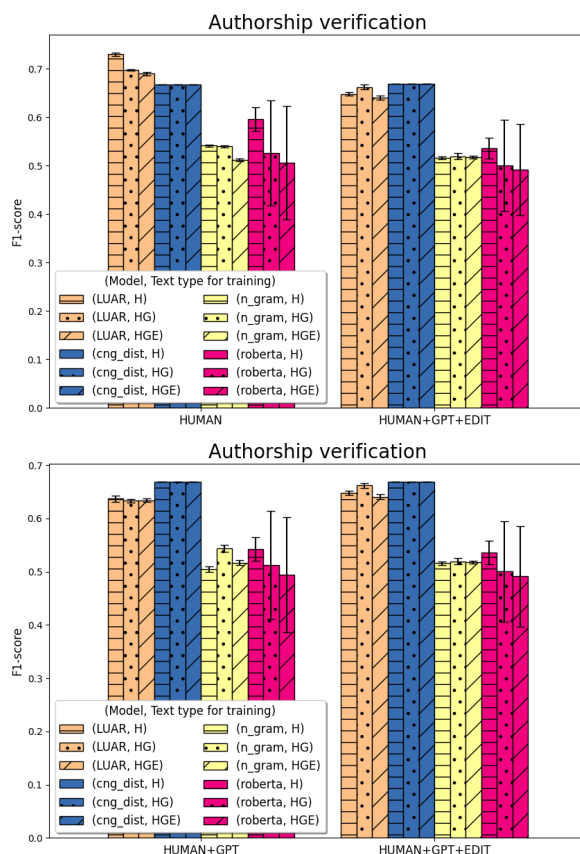 Authorship verification
0.7
0.6
0.5
0.4
0.3
0.2
0.1
0.0
F1-score
(Model, Text type for training)
(LUAR, H) (n_gram, H)
(LUAR, HG) (n_gram, HG)
(LUAR, HGE) (n_gram, HGE)
(cng_dist, H) (roberta, H)
(cng_dist, HG) (roberta, HG)
(cng_dist, HGE) (roberta, HGE)
HUMAN HUMAN+GPT+EDIT
Authorship verification
0.7
0.6
0.5
0.4
0.3
0.2
0.1
0.0
F1-score
(Model, Text type for training)
(LUAR, H) (n_gram, H)
(LUAR, HG) (n_gram, HG)
(LUAR, HGE) (n_gram, HGE)
(cng_dist, H) (roberta, H)
(cng_dist, HG) (roberta, HG)
(cng_dist, HGE) (roberta, HGE)
HUMAN+GPT HUMAN+GPT+EDIT